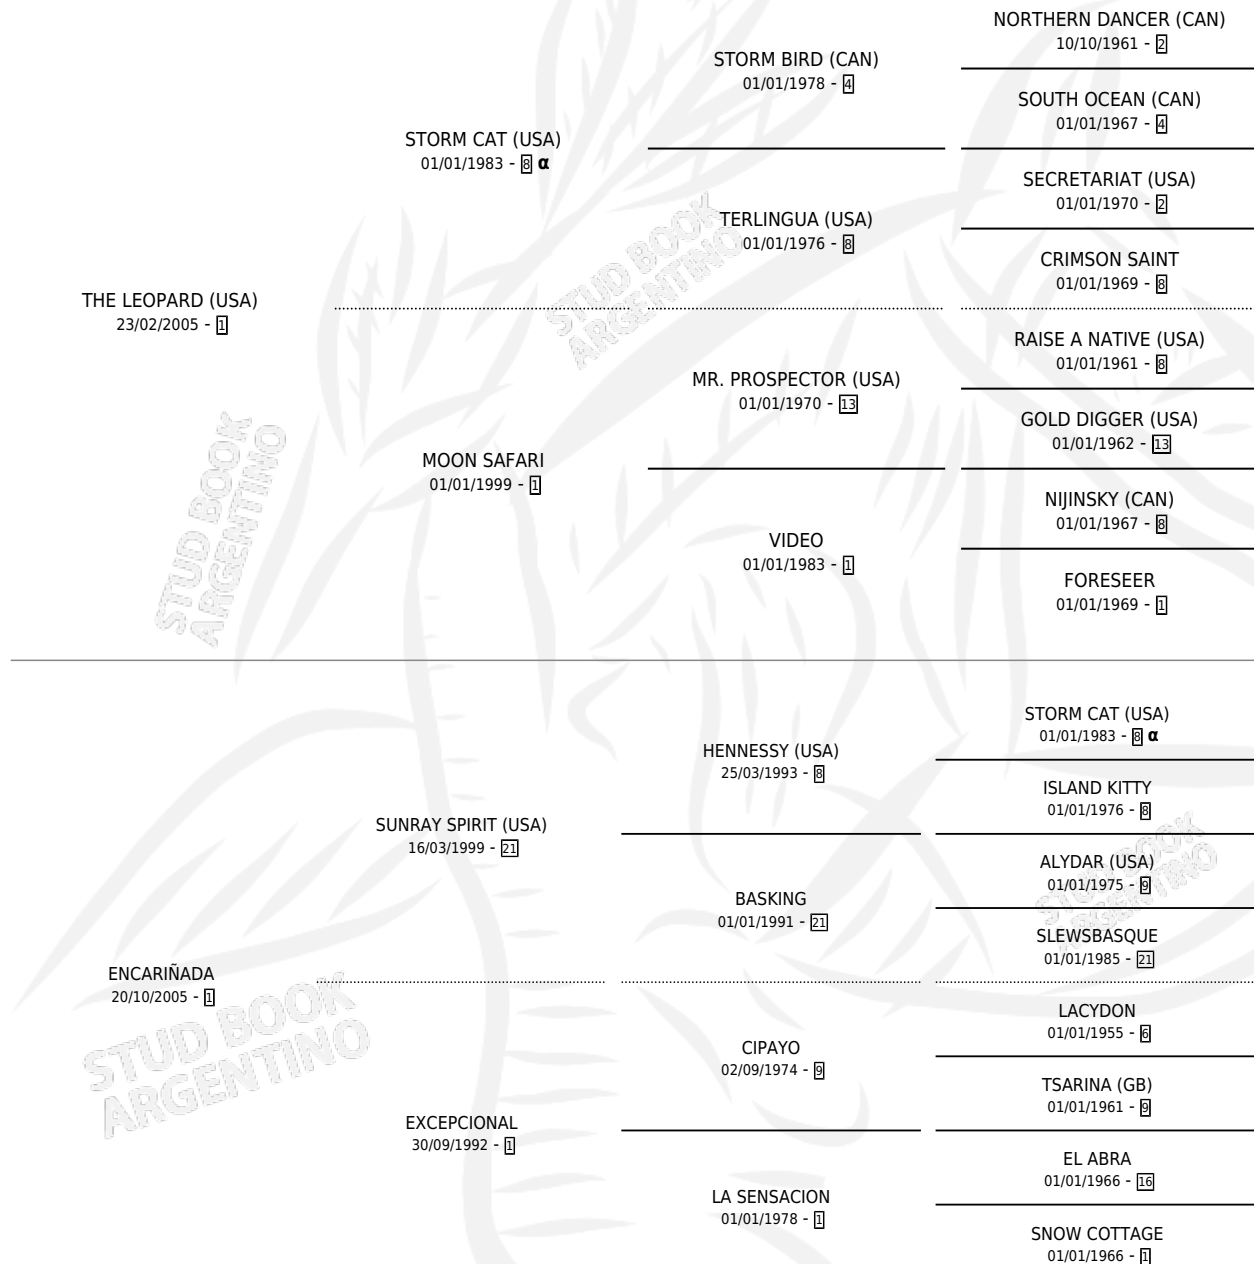 NORTHERN DANCER (CAN)
10/10/1961 - 2
STORM BIRD (CAN)
01/01/1978 - 4
SOUTH OCEAN (CAN)
01/01/1967 - 4
STORM CAT (USA)
01/01/1983 - 8 α
SECRETARIAT (USA)
01/01/1970 - 2
TERLINGUA (USA)
01/01/1976 - 8
CRIMSON SAINT
01/01/1969 - 8
THE LEOPARD (USA)
23/02/2005 - 1
RAISE A NATIVE (USA)
01/01/1961 - 8
MR. PROSPECTOR (USA)
01/01/1970 - 13
GOLD DIGGER (USA)
01/01/1962 - 13
MOON SAFARI
01/01/1999 - 1
NIJINSKY (CAN)
01/01/1967 - 8
VIDEO
01/01/1983 - 1
FORESEER
01/01/1969 - 1
STORM CAT (USA)
01/01/1983 - 8 α
HENNESSY (USA)
25/03/1993 - 8
ISLAND KITTY
01/01/1976 - 8
SUNRAY SPIRIT (USA)
16/03/1999 - 21
ALYDAR (USA)
01/01/1975 - 9
BASKING
01/01/1991 - 21
SLEWSBASQUE
01/01/1985 - 21
ENCARIÑADA
20/10/2005 - 1
LACYDON
01/01/1955 - 6
CIPAYO
02/09/1974 - 9
TSARINA (GB)
01/01/1961 - 9
EXCEPCIONAL
30/09/1992 - 1
EL ABRA
01/01/1966 - 16
LA SENSACION
01/01/1978 - 1
SNOW COTTAGE
01/01/1966 - 1
STUD BOOK
ARGENTINO
STUD BOOK
ARGENTINO
STUD BOOK
ARGENTINO
STUD BOOK
ARGENTINO